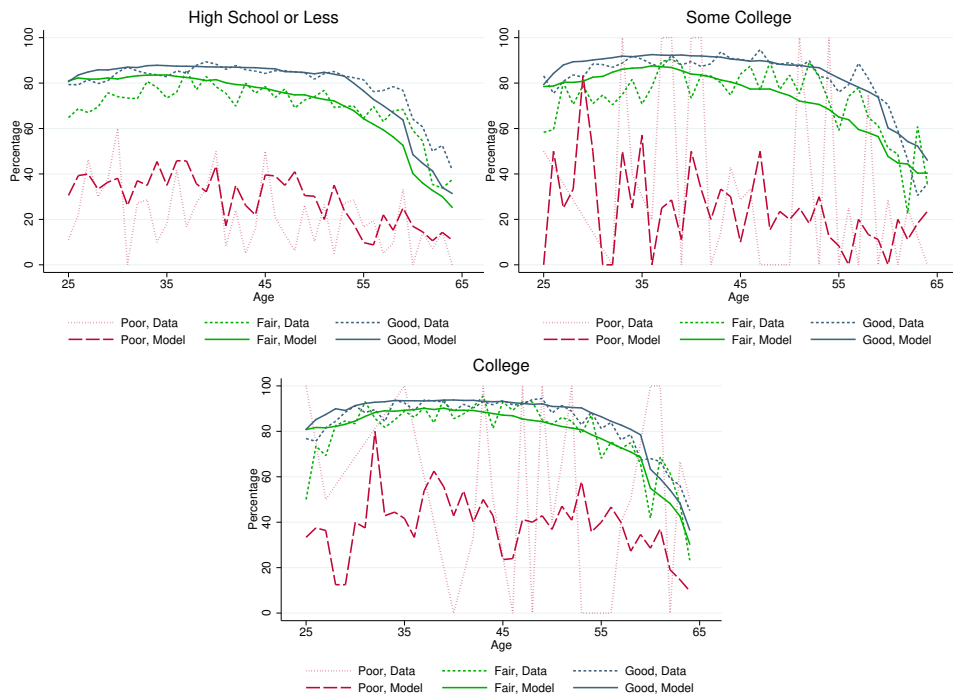 High School or Less
Percentage
100
80
60
40
20
0
25 35 45 55 65
Age
Poor, Data Fair, Data Good, Data
Poor, Model Fair, Model Good, Model
Some College
Percentage
100
80
60
40
20
0
25 35 45 55 65
Age
Poor, Data Fair, Data Good, Data
Poor, Model Fair, Model Good, Model
College
Percentage
100
80
60
40
20
0
25 35 45 55 65
Age
Poor, Data Fair, Data Good, Data
Poor, Model Fair, Model Good, Model